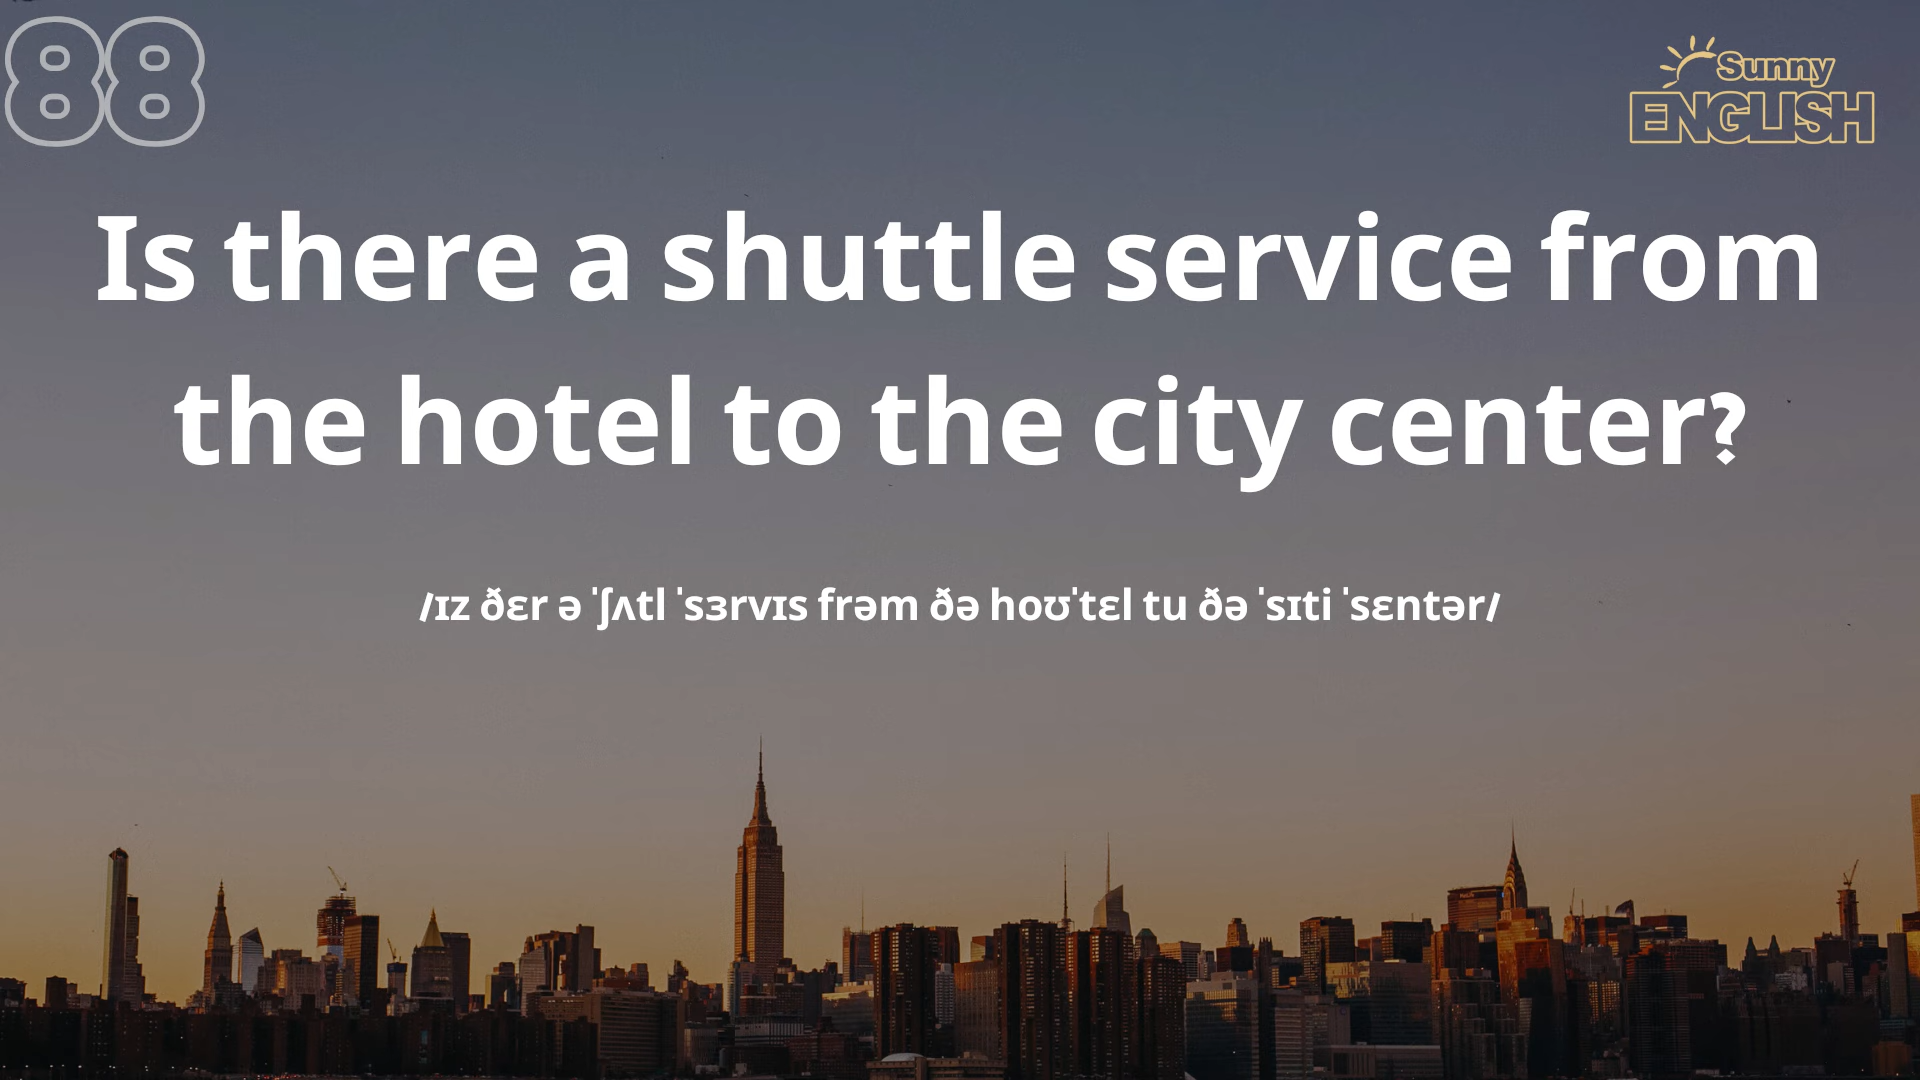 88
Sunny
ENGLISH
Is there a shuttle service from
the hotel to the city center?
/ɪz ðɛr ə ˈʃʌtl ˈsɜrvɪs frəm ðə hoʊˈtɛl tu ðə ˈsɪti ˈsɛntər/